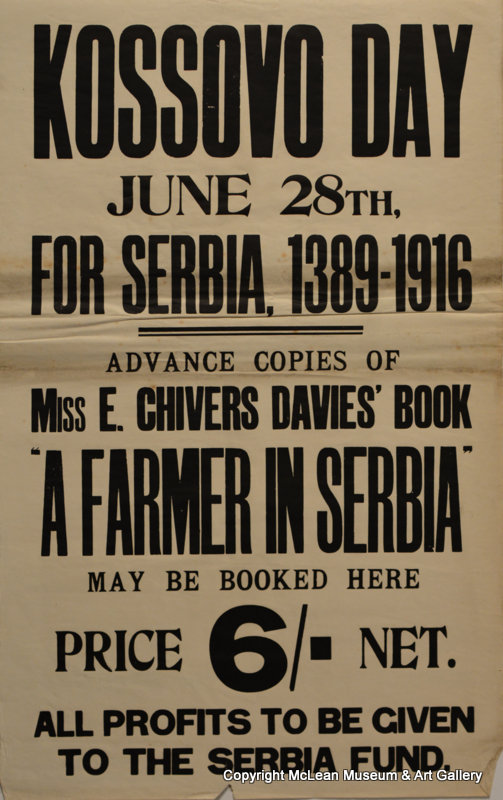 KOSSOVO DAY
JUNE 28TH,
FOR SERBIA, 1389-1916
ADVANCE COPIES OF
MISS E. CHIVERS DAVIES' BOOK
"A FARMER IN SERBIA"
MAY BE BOOKED HERE
PRICE 6/- NET.
ALL PROFITS TO BE GIVEN
TO THE SERBIA FUND.
Copyright McLean Museum & Art Gallery